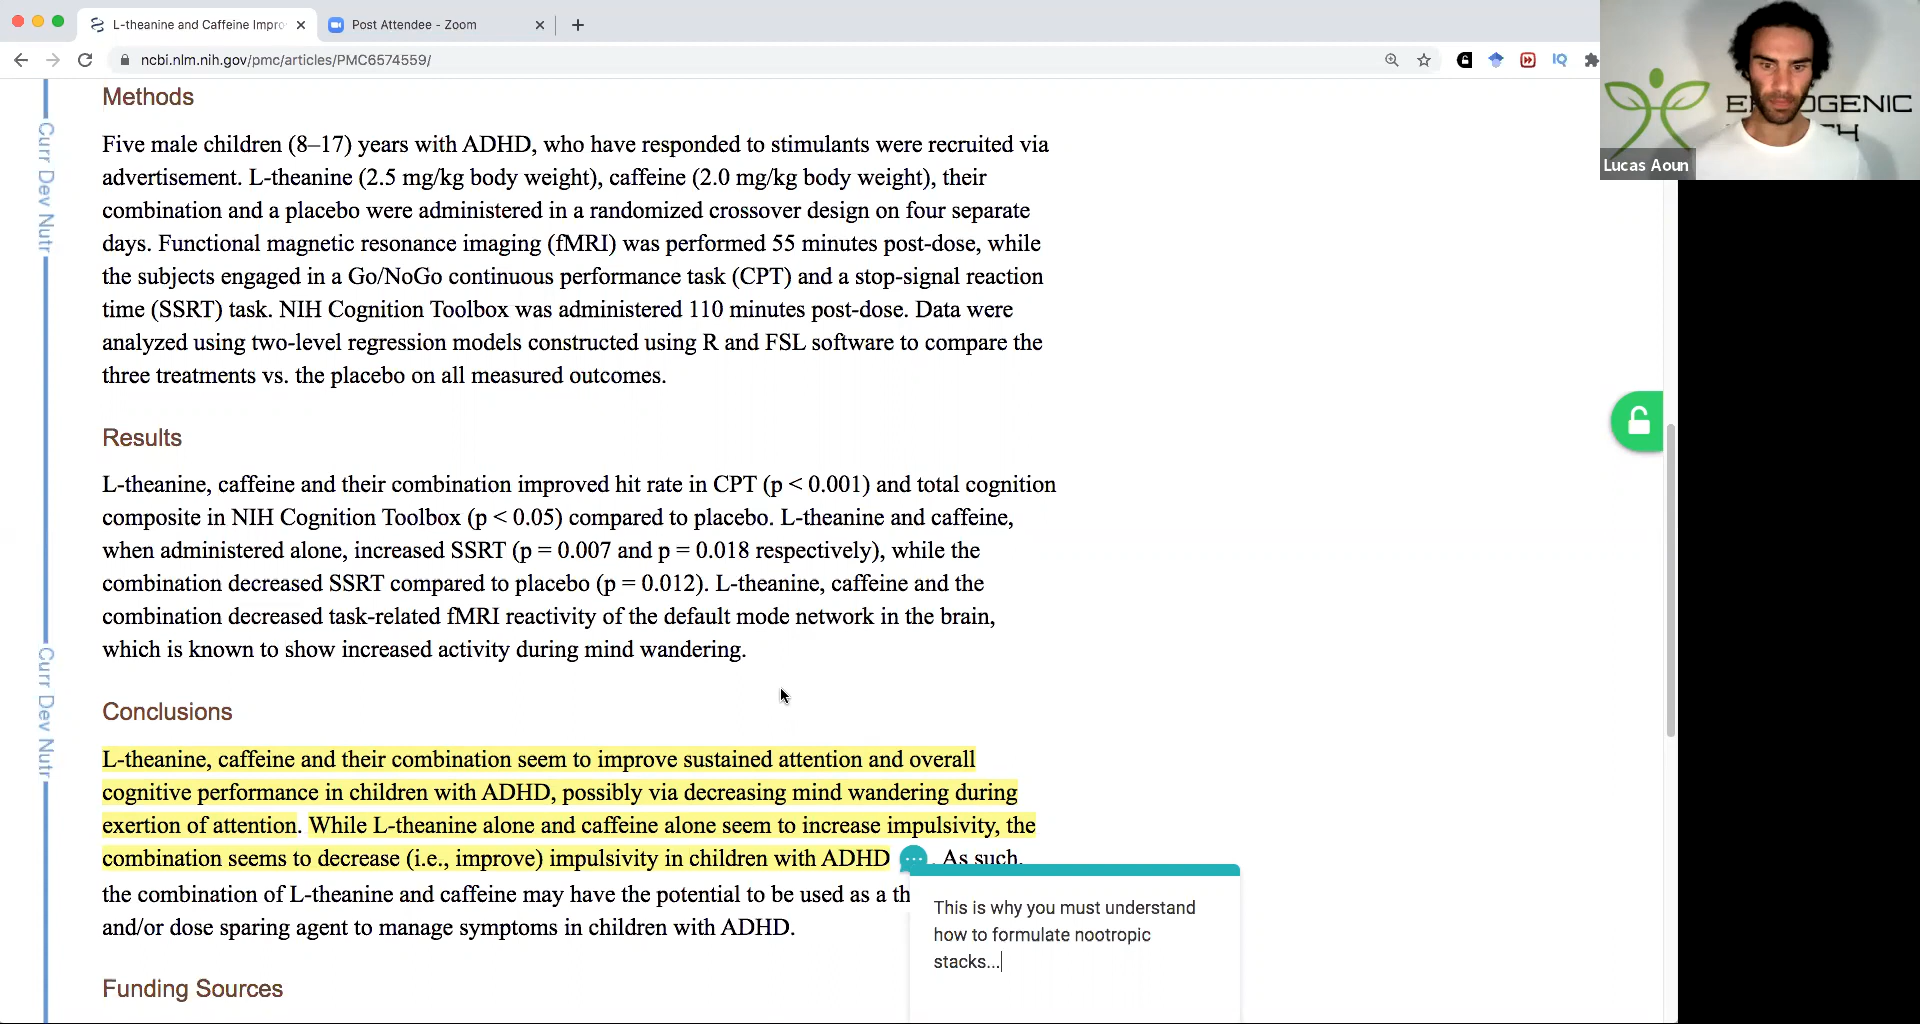 L-theanine and Caffeine Impro
Post Attendee - Zoom
ncbi.nlm.nih.gov/pmc/articles/PMC6574559/
IQ
Lucas Aoun
Curr Dev Nutr
Curr Dev Nutr
Methods
Five male children (8–17) years with ADHD, who have responded to stimulants were recruited via
advertisement. L-theanine (2.5 mg/kg body weight), caffeine (2.0 mg/kg body weight), their
combination and a placebo were administered in a randomized crossover design on four separate
days. Functional magnetic resonance imaging (fMRI) was performed 55 minutes post-dose, while
the subjects engaged in a Go/NoGo continuous performance task (CPT) and a stop-signal reaction
time (SSRT) task. NIH Cognition Toolbox was administered 110 minutes post-dose. Data were
analyzed using two-level regression models constructed using R and FSL software to compare the
three treatments vs. the placebo on all measured outcomes.
Results
L-theanine, caffeine and their combination improved hit rate in CPT (p < 0.001) and total cognition
composite in NIH Cognition Toolbox (p < 0.05) compared to placebo. L-theanine and caffeine,
when administered alone, increased SSRT (p = 0.007 and p = 0.018 respectively), while the
combination decreased SSRT compared to placebo (p = 0.012). L-theanine, caffeine and the
combination decreased task-related fMRI reactivity of the default mode network in the brain,
which is known to show increased activity during mind wandering.
Conclusions
L-theanine, caffeine and their combination seem to improve sustained attention and overall
cognitive performance in children with ADHD, possibly via decreasing mind wandering during
exertion of attention. While L-theanine alone and caffeine alone seem to increase impulsivity, the
combination seems to decrease (i.e., improve) impulsivity in children with ADHD . As such,
the combination of L-theanine and caffeine may have the potential to be used as a th
and/or dose sparing agent to manage symptoms in children with ADHD.
This is why you must understand
how to formulate nootropic
stacks...
Funding Sources